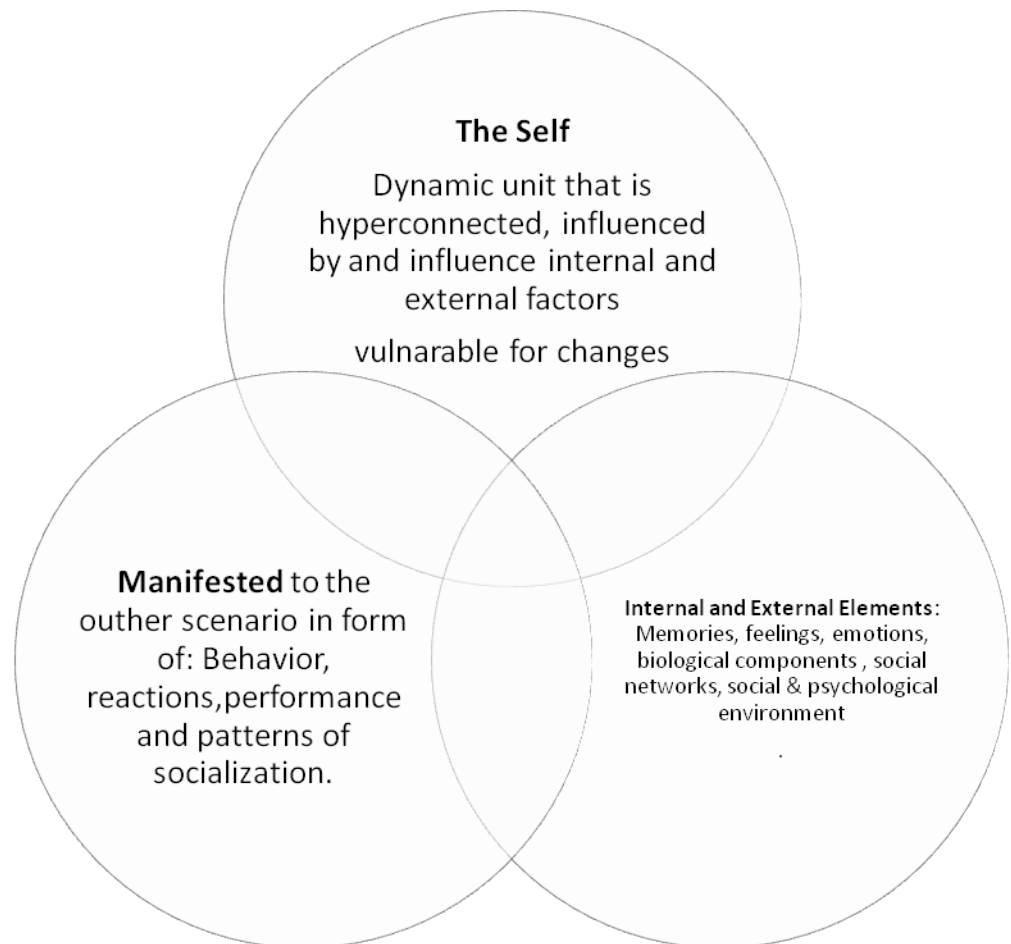 The Self
Dynamic unit that is
hyperconnected, influenced
by and influence internal and
external factors
vulnarable for changes
Manifested to the
outher scenario in form
of: Behavior,
reactions,performance
and patterns of
socialization.
Internal and External Elements:
Memories, feelings, emotions,
biological components , social
networks, social & psychological
environment
.